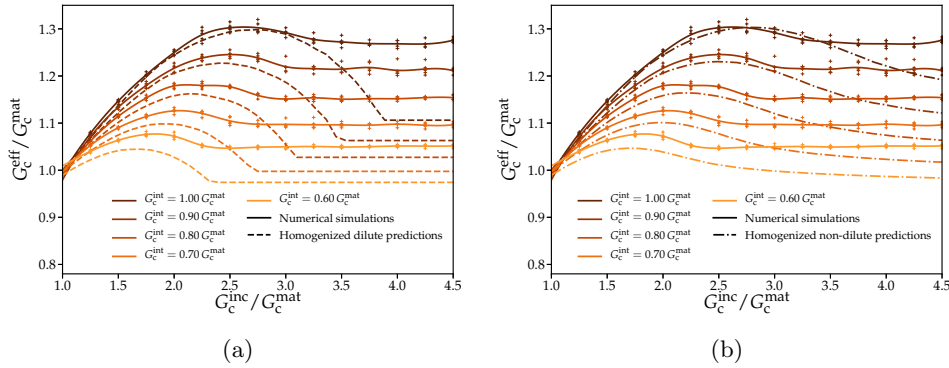 G_c^eff / G_c^mat
1.3
1.2
1.1
1.0
0.9
0.8
G_c^int = 1.00 G_c^mat
G_c^int = 0.90 G_c^mat
G_c^int = 0.80 G_c^mat
G_c^int = 0.70 G_c^mat
G_c^int = 0.60 G_c^mat
Numerical simulations
Homogenized dilute predictions
1.0 1.5 2.0 2.5 3.0 3.5 4.0 4.5
G_c^inc / G_c^mat
(a)
G_c^eff / G_c^mat
1.3
1.2
1.1
1.0
0.9
0.8
G_c^int = 1.00 G_c^mat
G_c^int = 0.90 G_c^mat
G_c^int = 0.80 G_c^mat
G_c^int = 0.70 G_c^mat
G_c^int = 0.60 G_c^mat
Numerical simulations
Homogenized non-dilute predictions
1.0 1.5 2.0 2.5 3.0 3.5 4.0 4.5
G_c^inc / G_c^mat
(b)